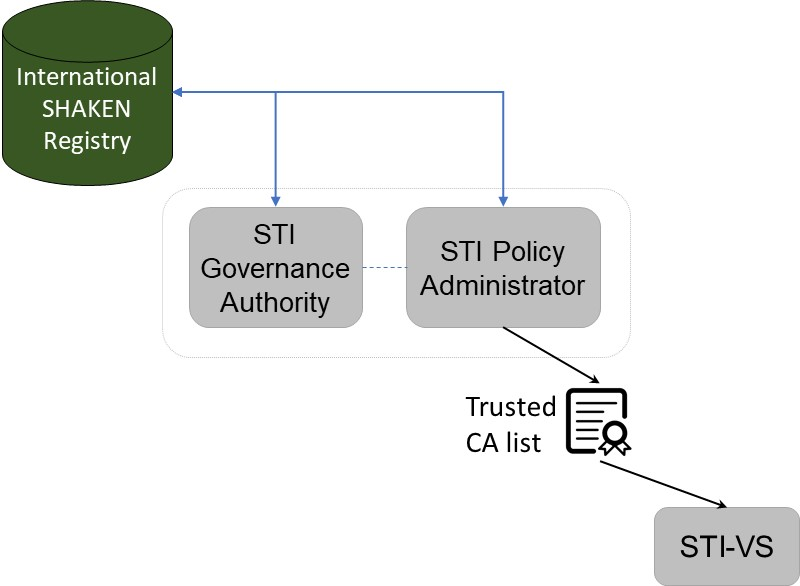 International
SHAKEN
Registry
STI
Governance
Authority
STI Policy
Administrator
Trusted
CA list
STI-VS